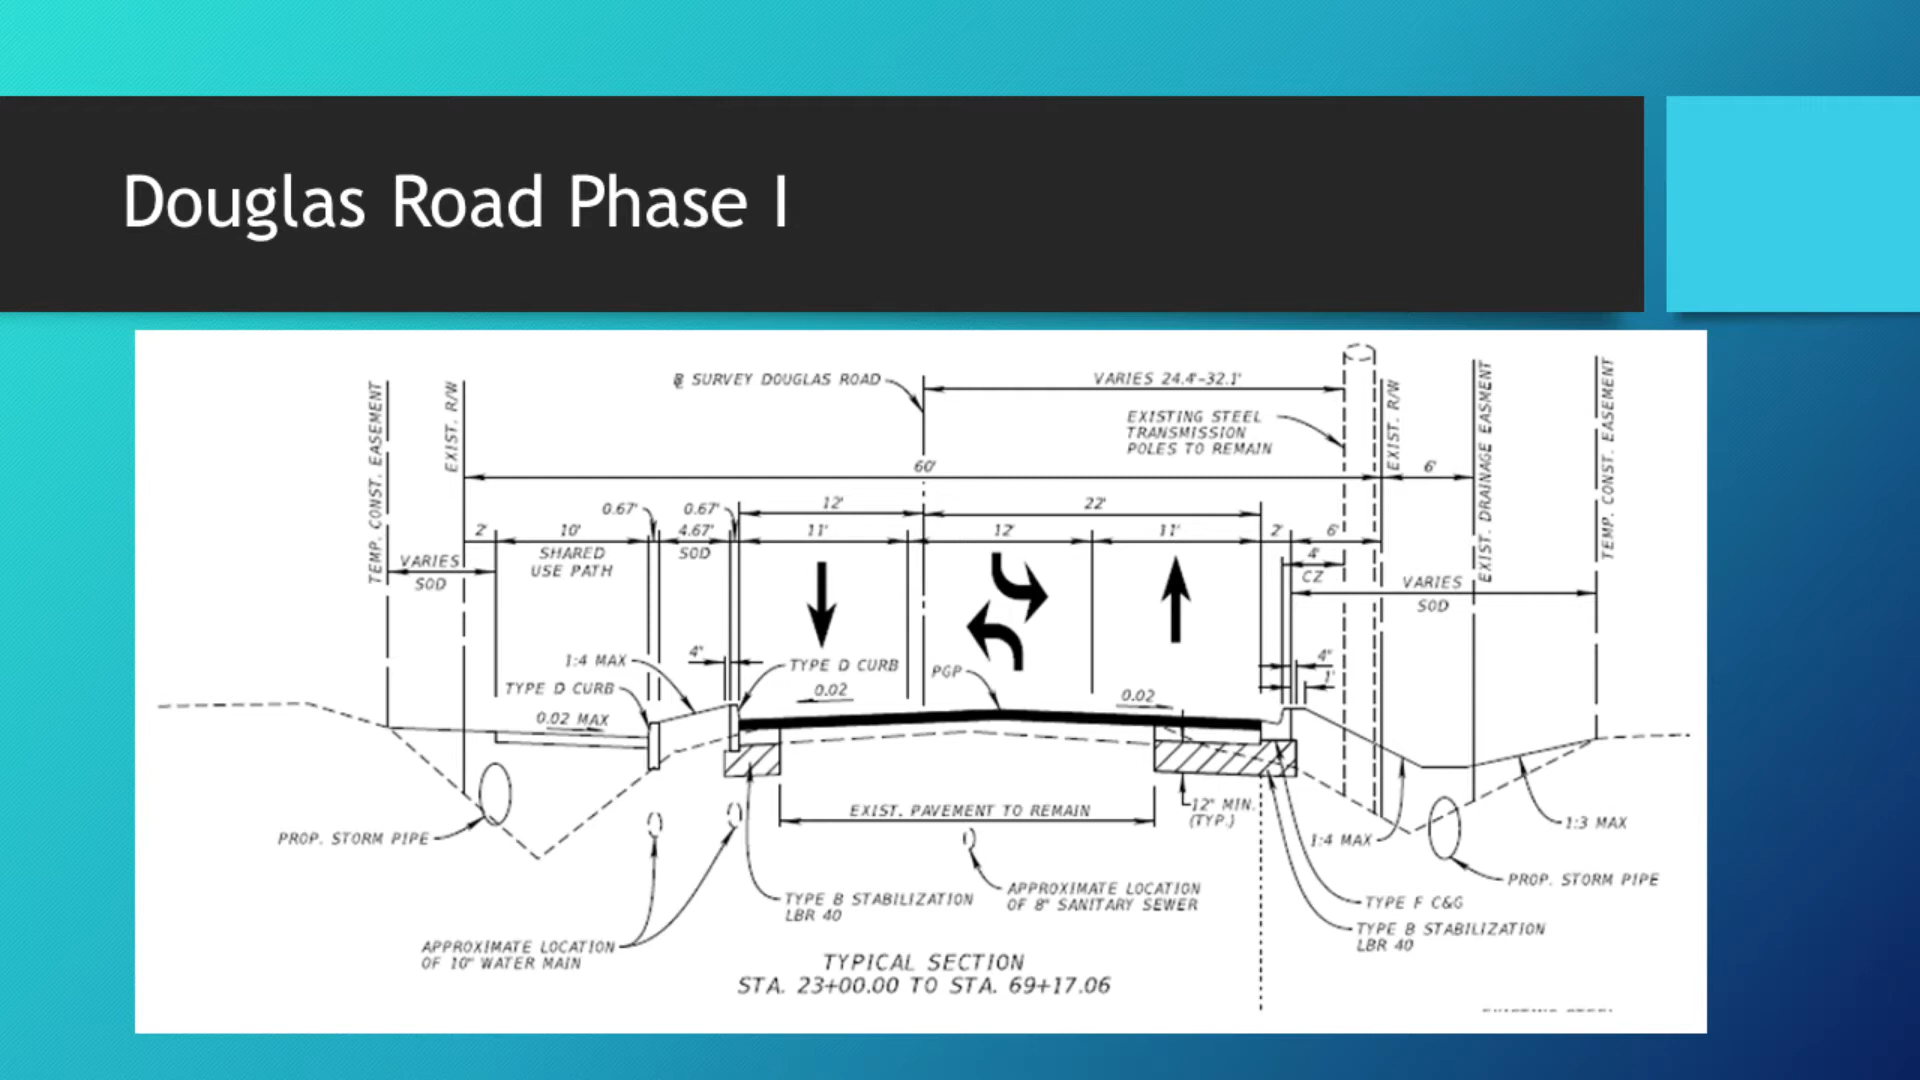 Douglas Road Phase I
TEMP. CONST. EASEMENT
EXIST. R/W
SURVEY DOUGLAS ROAD
VARIES 24.4'-32.1'
EXISTING STEEL
TRANSMISSION
POLES TO REMAIN
EXIST. R/W
EXIST. DRAINAGE EASMENT
TEMP. CONST. EASEMENT
60'
6'
0.67'
0.67'
12'
22'
2'
10'
4.67'
11'
12'
11'
2'
6'
SHARED
USE PATH
SOD
VARIES
SOD
4'
CZ
VARIES
SOD
1:4 MAX
4"
TYPE D CURB
PGP
4"
1'
TYPE D CURB
0.02
0.02
0.02 MAX
EXIST. PAVEMENT TO REMAIN
12" MIN.
(TYP.)
PROP. STORM PIPE
1:4 MAX
1:3 MAX
PROP. STORM PIPE
TYPE B STABILIZATION
LBR 40
APPROXIMATE LOCATION
OF 8" SANITARY SEWER
TYPE F C&G
TYPE B STABILIZATION
LBR 40
APPROXIMATE LOCATION
OF 10" WATER MAIN
TYPICAL SECTION
STA. 23+00.00 TO STA. 69+17.06